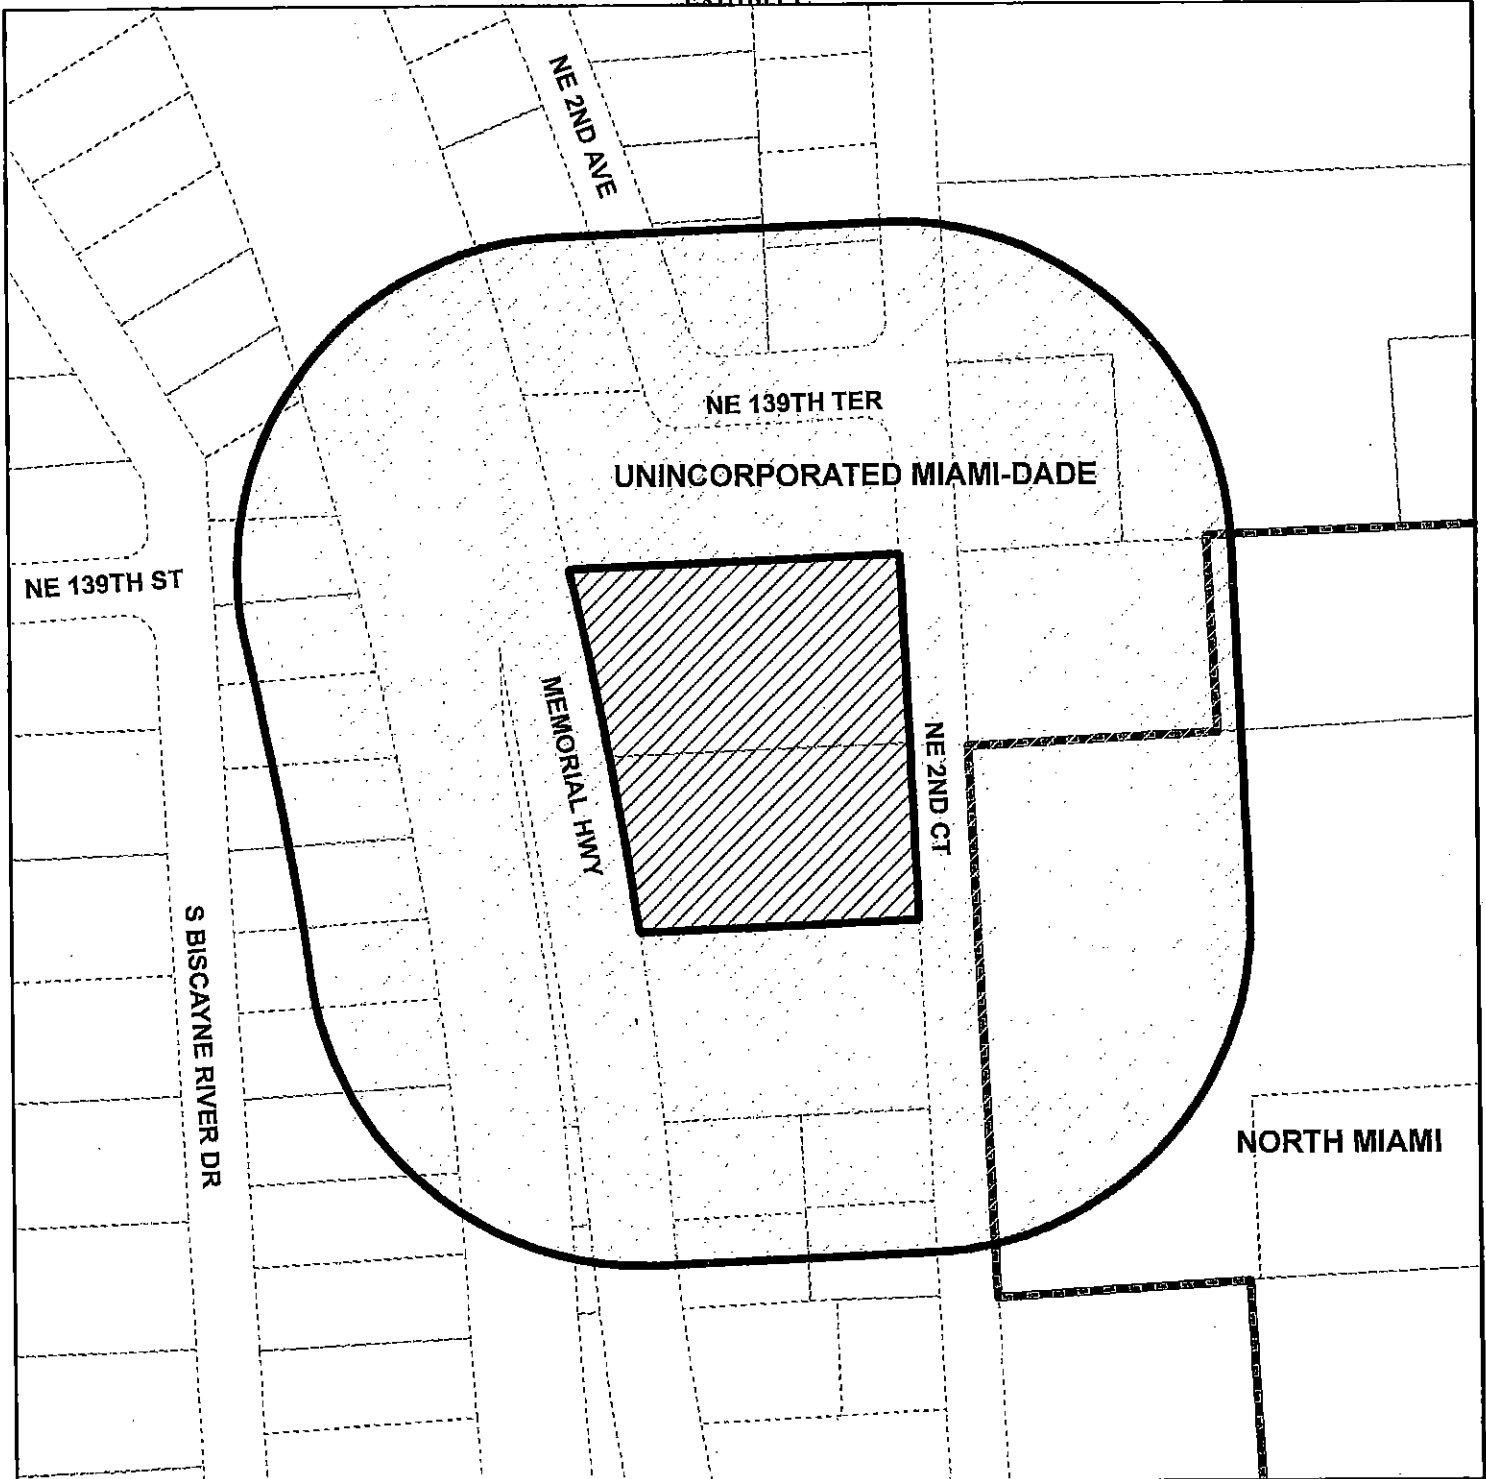 NE 2ND AVE
NE 139TH TER
UNINCORPORATED MIAMI-DADE
NE 139TH ST
MEMORIAL HWY
NE 2ND CT
S BISCAYNE RIVER DR
NORTH MIAMI